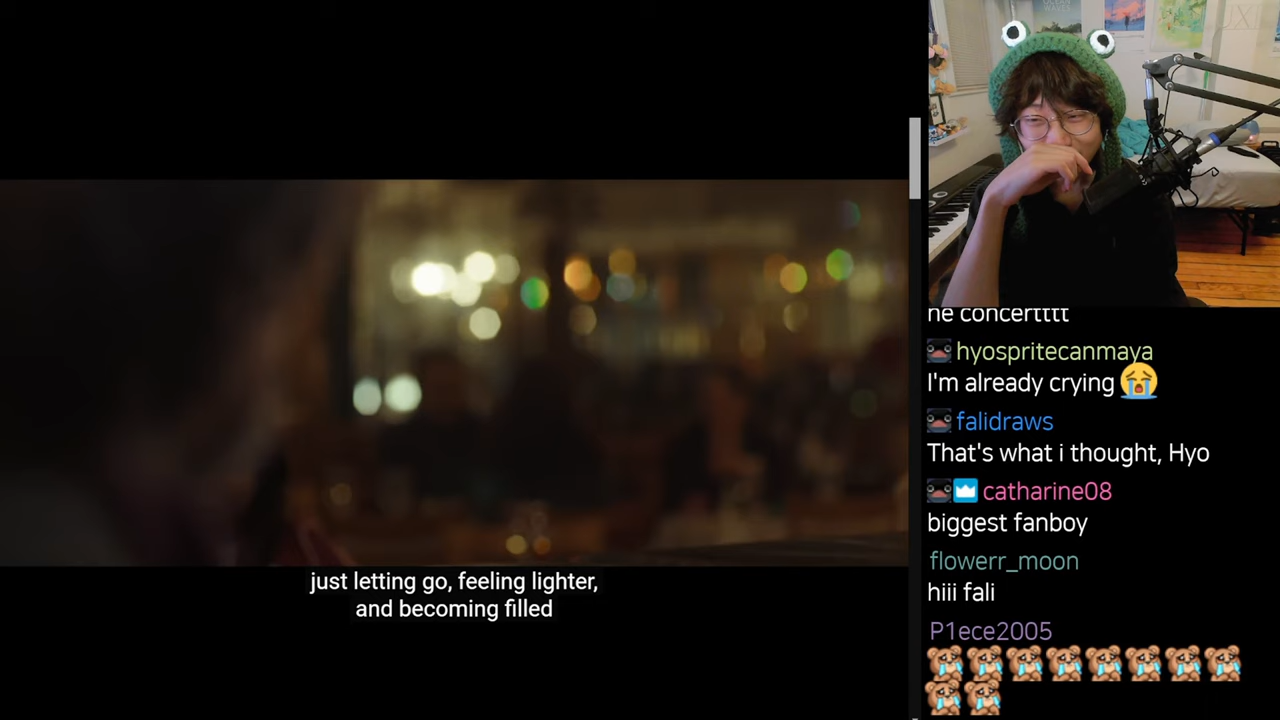 just letting go, feeling lighter,
and becoming filled
ne concertttt
hyospritecanmaya
I'm already crying 😭
falidraws
That's what i thought, Hyo
catharine08
biggest fanboy
flowerr_moon
hiii fali
P1ece2005